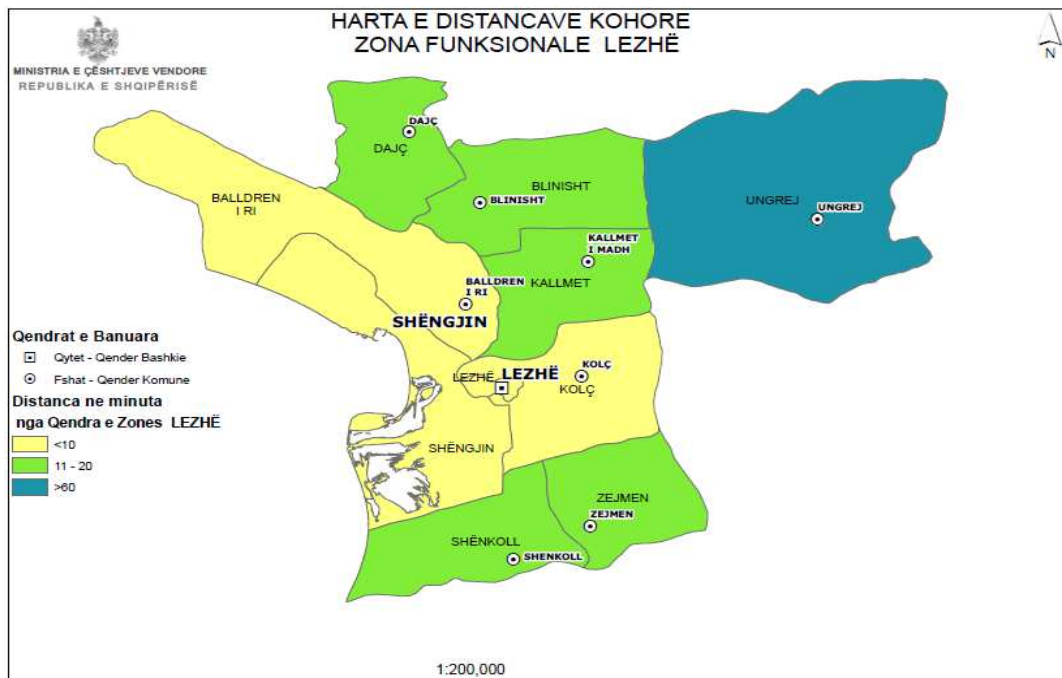 HARTA E DISTANCAVE KOHORE
ZONA FUNKSIONALE LEZHË
MINISTRIA E ÇËSHTJEVE VENDORE
REPUBLIKA E SHQIPËRISË
N
DAJÇ
DAJÇ
BALLDREN
I RI
BLINISHT
BLINISHT
UNGREJ
UNGREJ
KALLMET
I MADH
KALLMET
BALLDREN
I RI
SHËNGJIN
LEZHË
LEZHË
KOLÇ
KOLÇ
SHËNGJIN
ZEJMEN
ZEJMEN
SHËNKOLL
SHENKOLL
Qendrat e Banuara
Qytet - Qender Bashkie
Fshat - Qender Komune
Distanca ne minuta
nga Qendra e Zones LEZHË
<10
11 - 20
>60
1:200,000